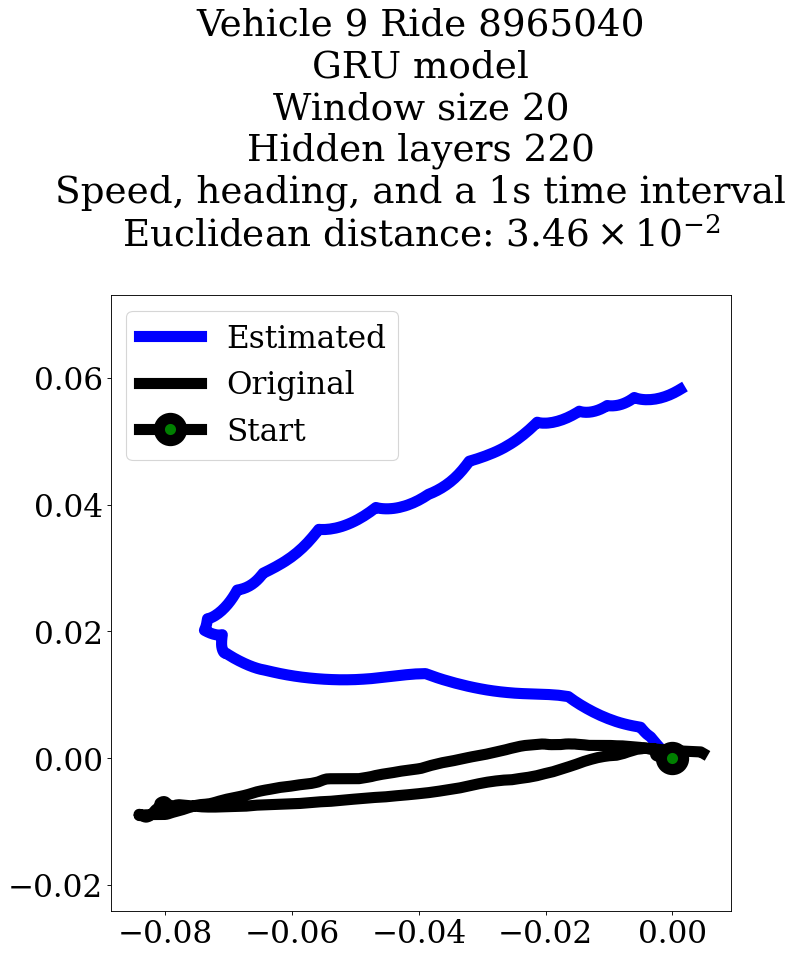 Vehicle 9 Ride 8965040
GRU model
Window size 20
Hidden layers 220
Speed, heading, and a 1s time interval
Euclidean distance: 3.46 × 10⁻²
Estimated
Original
Start
0.06
0.04
0.02
0.00
−0.02
−0.08 −0.06 −0.04 −0.02 0.00